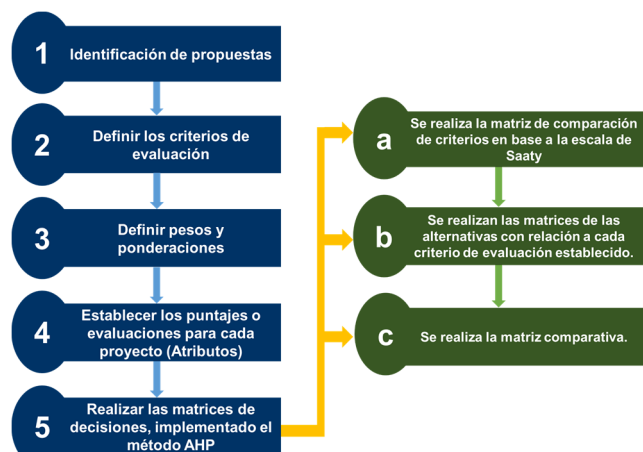 1
Identificación de propuestas
2
Definir los criterios de
evaluación
3
Definir pesos y
ponderaciones
4
Establecer los puntajes o
evaluaciones para cada
proyecto (Atributos)
5
Realizar las matrices de
decisiones, implementado el
método AHP
a
Se realiza la matriz de comparación
de criterios en base a la escala de
Saaty
b
Se realizan las matrices de las
alternativas con relación a cada
criterio de evaluación establecido.
c
Se realiza la matriz comparativa.